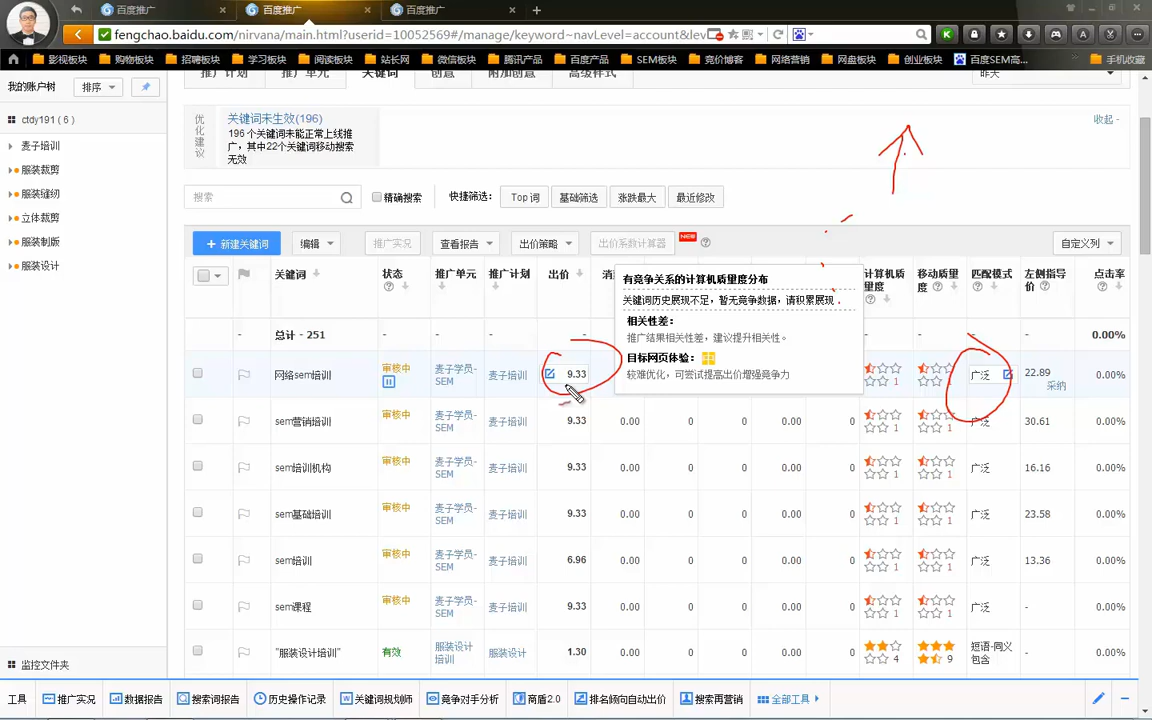 百度推广
百度推广
百度推广
fengchao.baidu.com/nirvana/main.html?userid=10052569#/manage/keyword~navLevel=account&lev
影视板块 购物板块 招聘板块 学习板块 阅读板块 站长网 微信板块 腾讯产品 百度产品 SEM板块 竞价博客 网络营销 网盘板块 创业板块 百度SEM高... 手机收藏
我的账户树 排序
推广计划 推广单元 关键词 创意 附加创意 高级样式 昨天
ctdy191 ( 6 )
麦子培训
服装裁剪
服装缝纫
立体裁剪
服装制版
服装设计
优化建议
关键词未生效(196)
196 个关键词未能正常上线推
广，其中22个关键词移动搜索
无效
收起
搜索 精确搜索 快捷筛选： Top 词 基础筛选 涨跌最大 最近修改
+ 新建关键词 编辑 推广实况 查看报告 出价策略 出价系数计算器 NEW 自定义列
关键词 状态 推广单元 推广计划 出价 计算机质量度 移动质量度 匹配模式 左侧指导价 点击率
有竞争关系的计算机质量度分布
关键词历史展现不足，暂无竞争数据，请积累展现
相关性差：
推广结果相关性差，建议提升相关性。
目标网页体验：
较难优化，可尝试提高出价增强竞争力
- 总计 - 251 - - - - - - - - 0.00%
网络sem培训 审核中 麦子学员-SEM 麦子培训 9.33 1 1 广泛 22.89 采纳 0.00%
sem营销培训 审核中 麦子学员-SEM 麦子培训 9.33 0.00 0 0 0.00 0 1 1 广泛 30.61 0.00%
sem培训机构 审核中 麦子学员-SEM 麦子培训 9.33 0.00 0 0 0.00 0 1 1 广泛 16.16 0.00%
sem基础培训 审核中 麦子学员-SEM 麦子培训 9.33 0.00 0 0 0.00 0 1 1 广泛 23.58 0.00%
sem培训 审核中 麦子学员-SEM 麦子培训 6.96 0.00 0 0 0.00 0 1 1 广泛 13.36 0.00%
sem课程 审核中 麦子学员-SEM 麦子培训 9.33 0.00 0 0 0.00 0 1 1 广泛 - 0.00%
"服装设计培训" 有效 服装设计培训 服装设计 1.30 0.00 0 0 0.00 0 4 9 短语-同义包含 - 0.00%
监控文件夹
工具 推广实况 数据报告 搜索词报告 历史操作记录 关键词规划师 竞争对手分析 商盾2.0 排名倾向自动出价 搜索再营销 全部工具